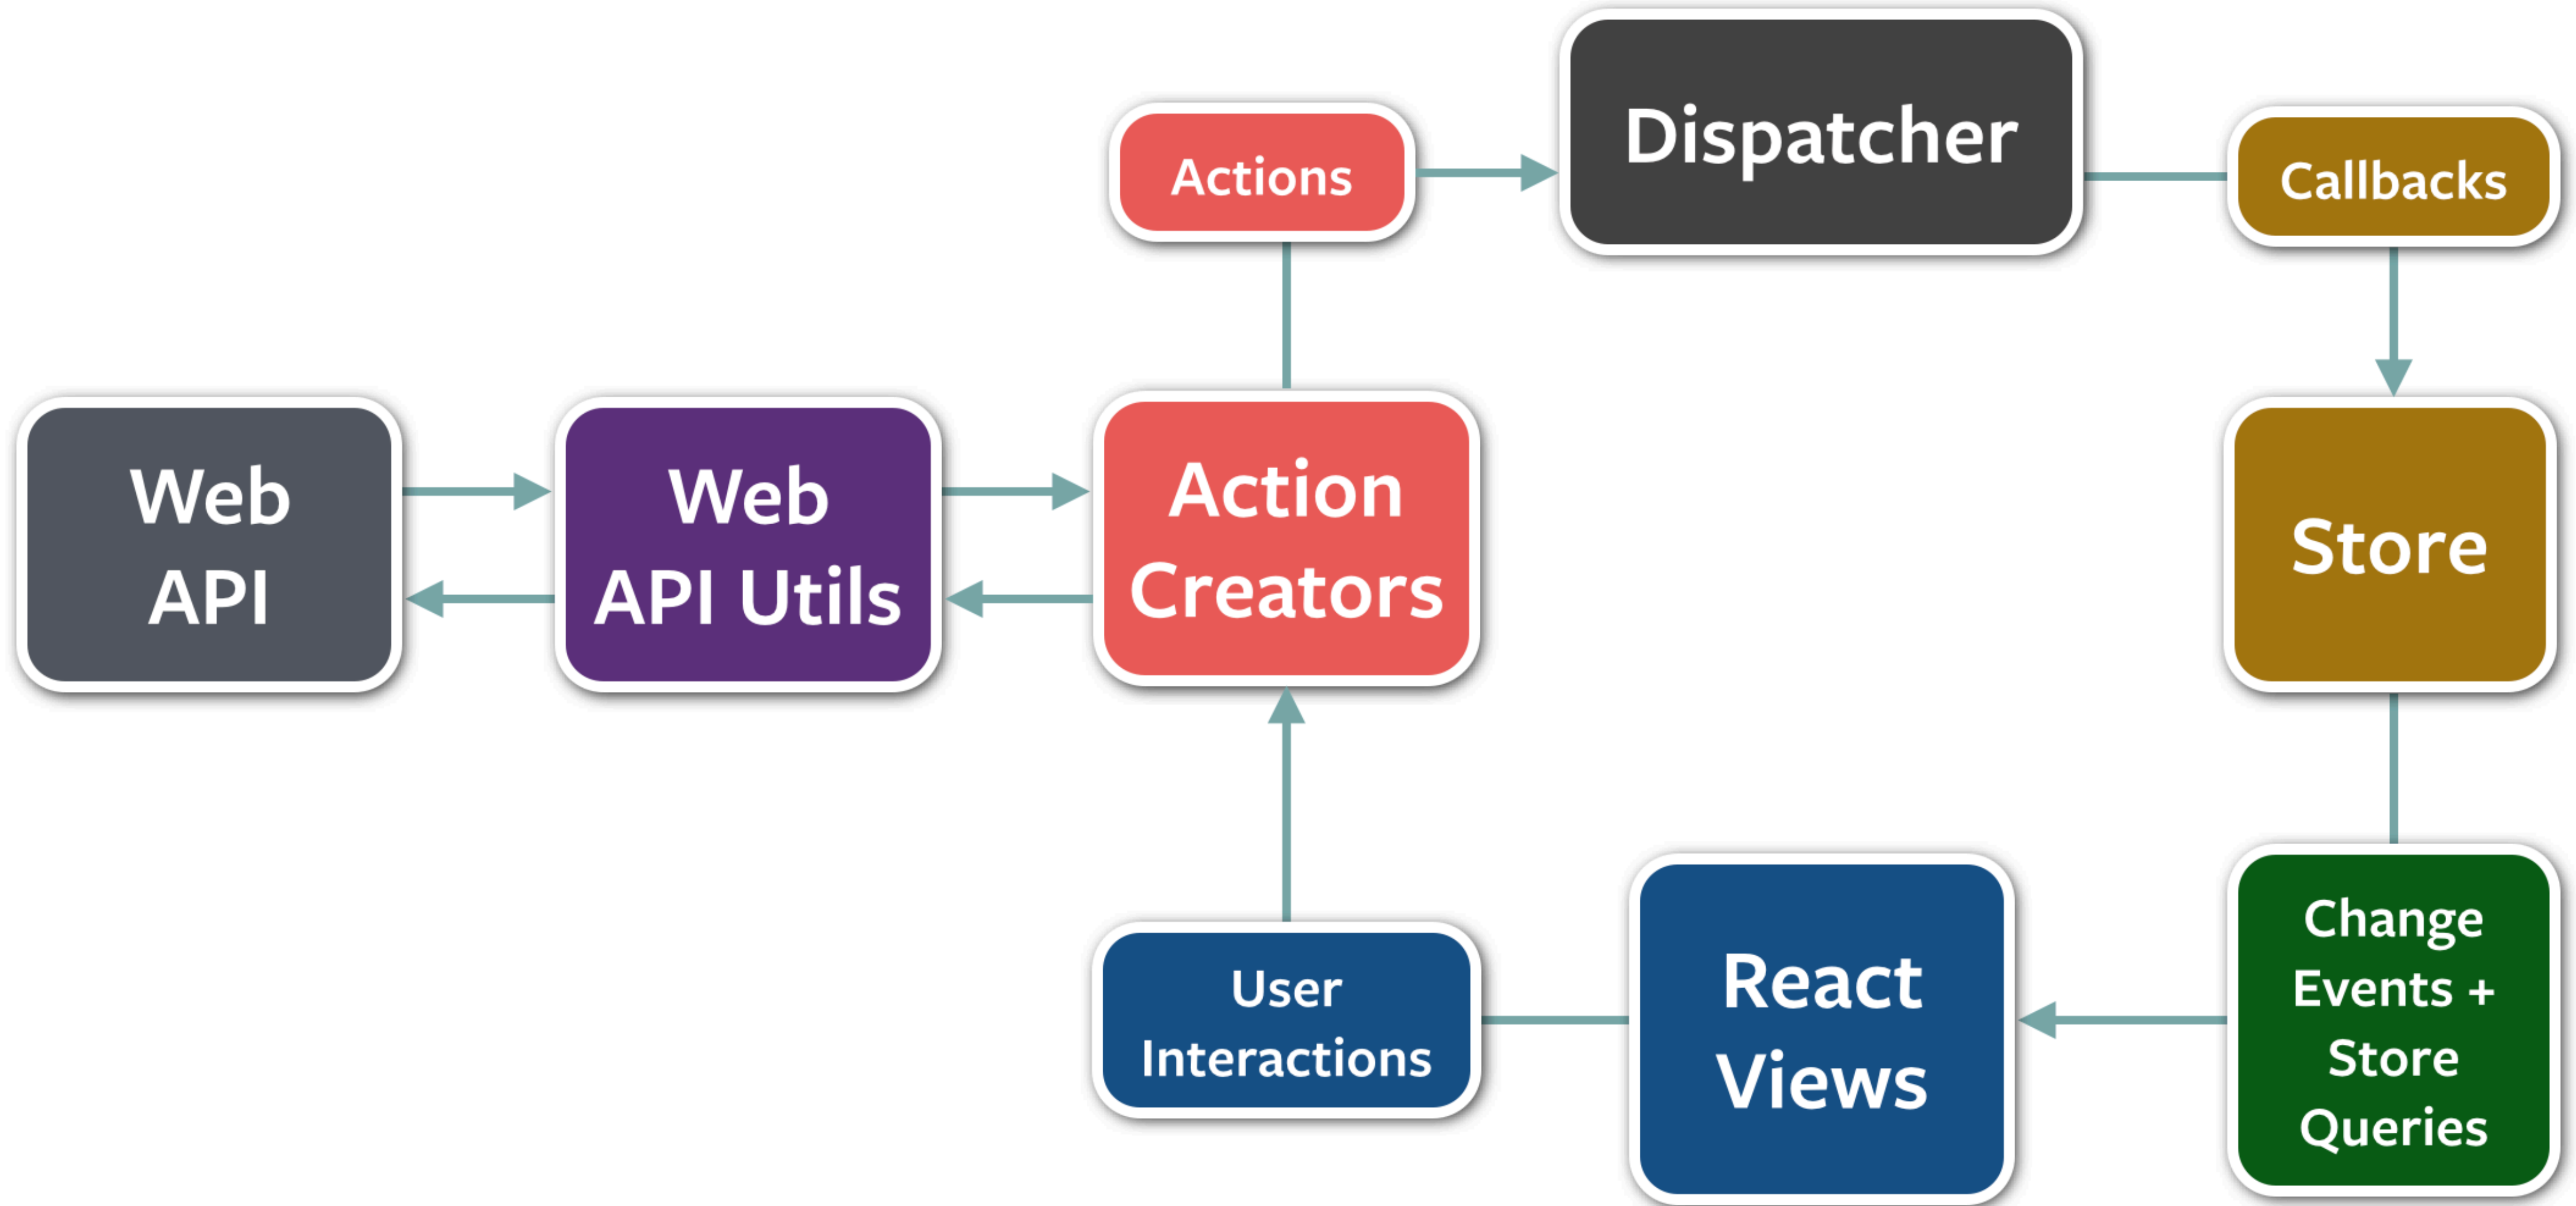 Dispatcher
Actions
Callbacks
Web
API
Web
API Utils
Action
Creators
Store
User
Interactions
React
Views
Change
Events +
Store
Queries